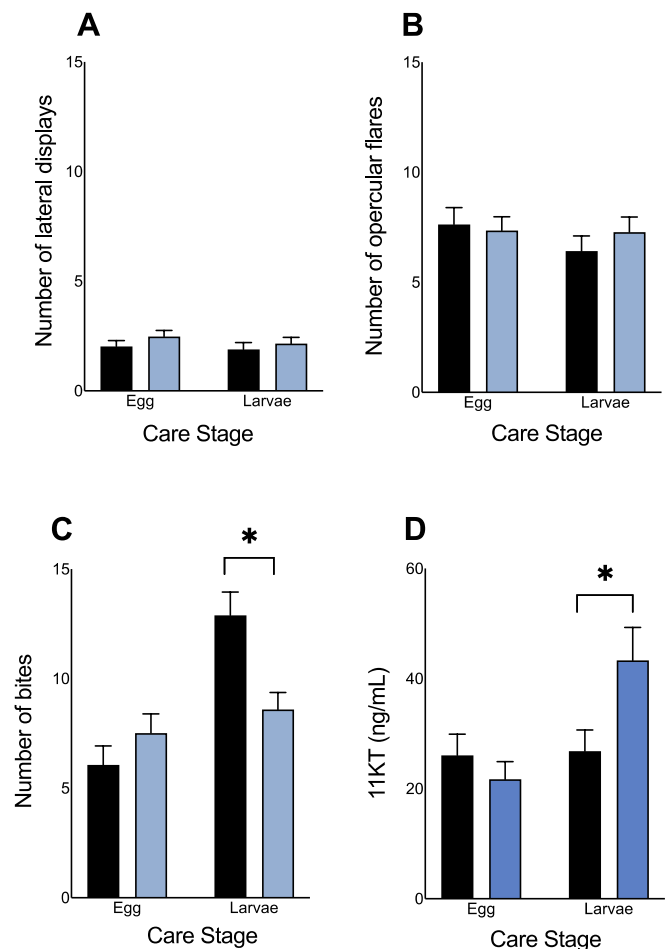 A
Number of lateral displays
15
10
5
0
Egg Larvae
Care Stage
B
Number of opercular flares
15
10
5
0
Egg Larvae
Care Stage
C
Number of bites
15
10
5
0
*
Egg Larvae
Care Stage
D
11KT (ng/mL)
60
40
20
0
*
Egg Larvae
Care Stage